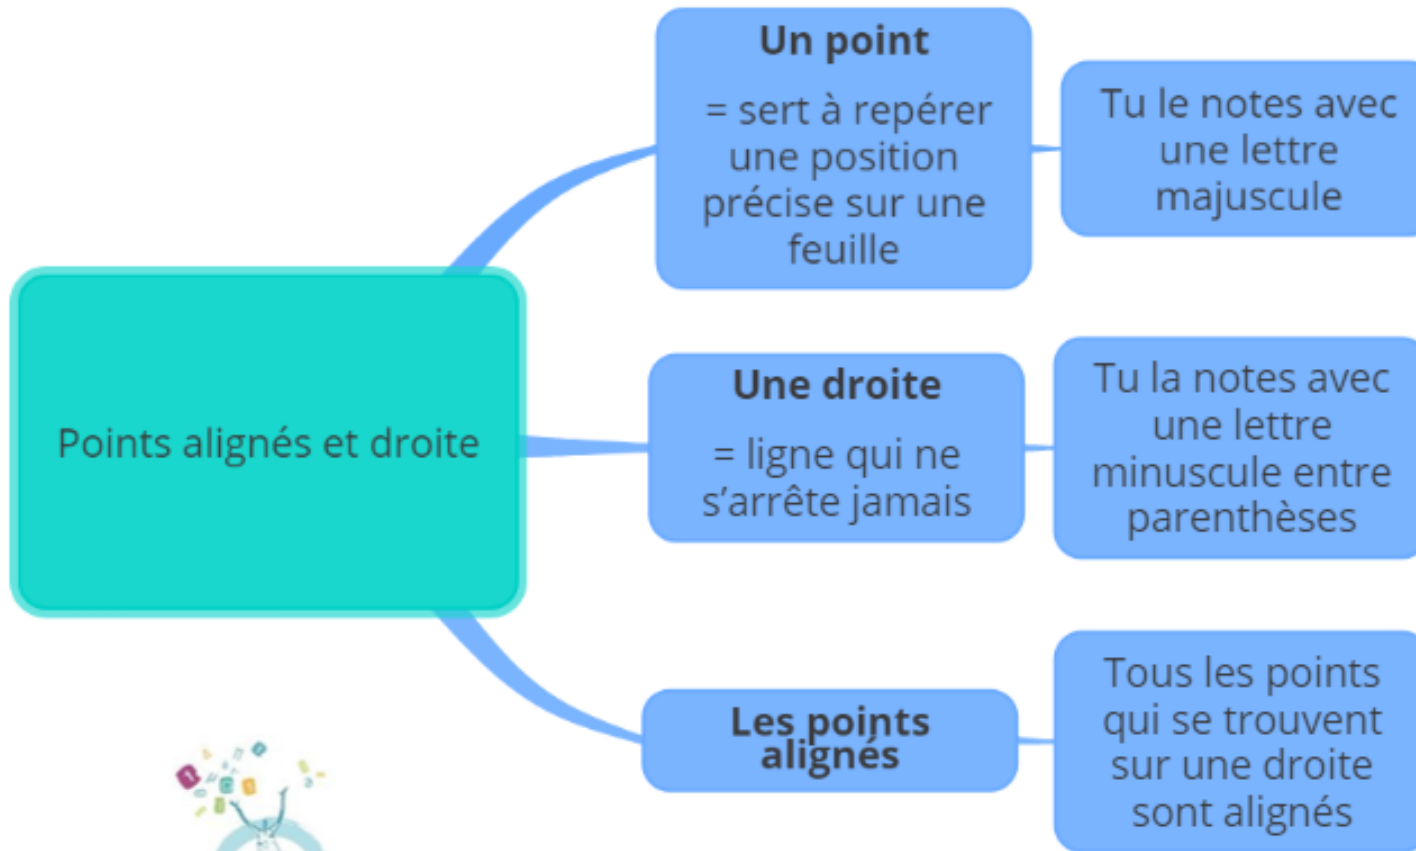 Un point
= sert à repérer
une position
précise sur une
feuille
Tu le notes avec
une lettre
majuscule
Points alignés et droite
Une droite
= ligne qui ne
s’arrête jamais
Tu la notes avec
une lettre
minuscule entre
parenthèses
Les points
alignés
Tous les points
qui se trouvent
sur une droite
sont alignés